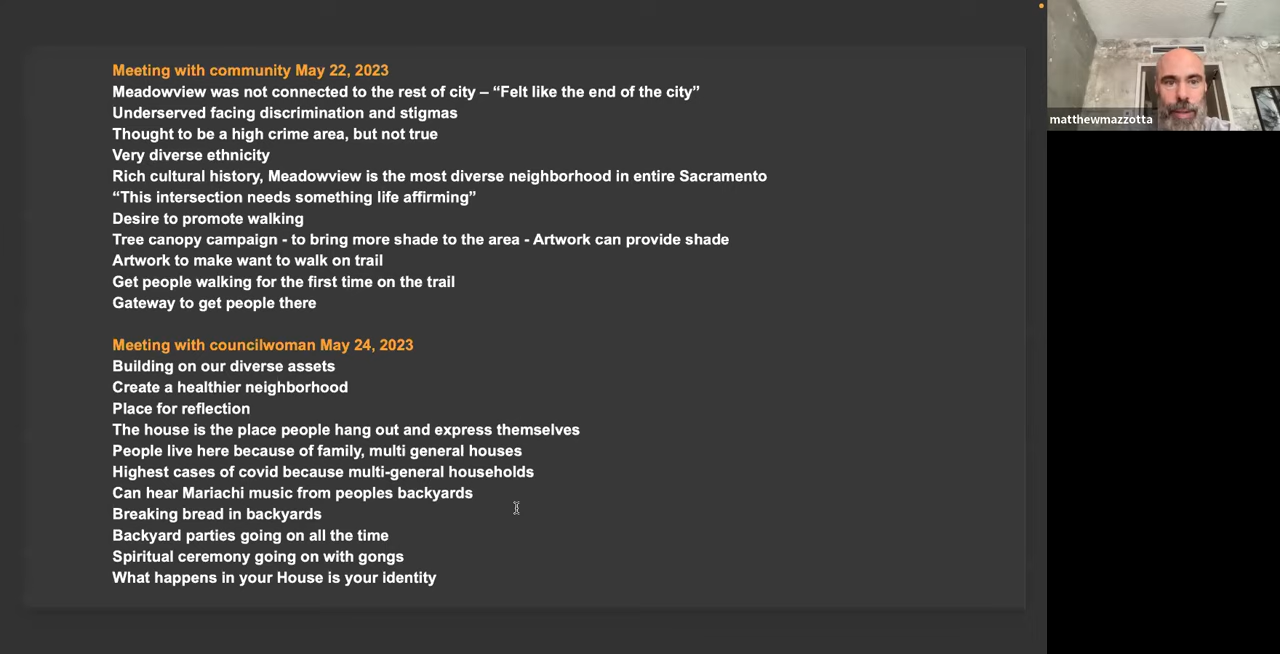 Meeting with community May 22, 2023
Meadowview was not connected to the rest of city – “Felt like the end of the city”
Underserved facing discrimination and stigmas
Thought to be a high crime area, but not true
Very diverse ethnicity
Rich cultural history, Meadowview is the most diverse neighborhood in entire Sacramento
“This intersection needs something life affirming”
Desire to promote walking
Tree canopy campaign - to bring more shade to the area - Artwork can provide shade
Artwork to make want to walk on trail
Get people walking for the first time on the trail
Gateway to get people there
Meeting with councilwoman May 24, 2023
Building on our diverse assets
Create a healthier neighborhood
Place for reflection
The house is the place people hang out and express themselves
People live here because of family, multi general houses
Highest cases of covid because multi-general households
Can hear Mariachi music from peoples backyards
Breaking bread in backyards
Backyard parties going on all the time
Spiritual ceremony going on with gongs
What happens in your House is your identity
matthewmazzotta